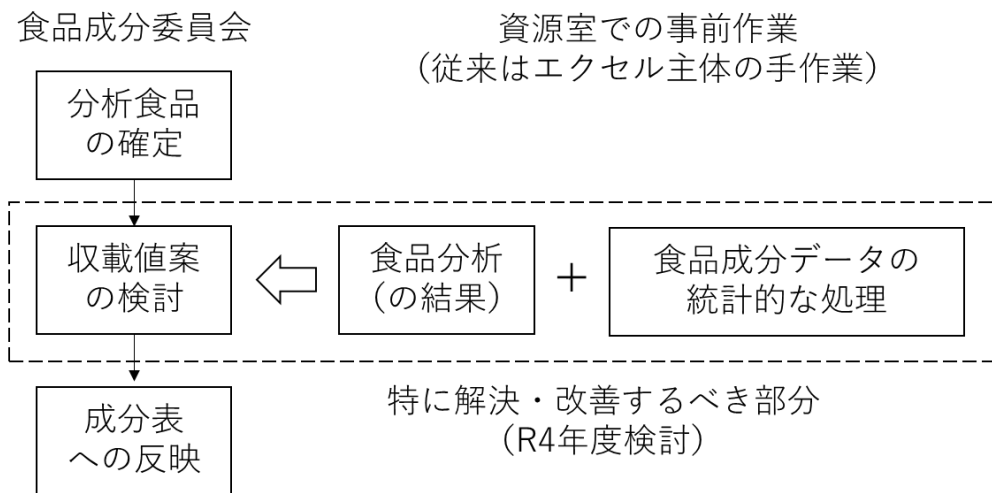 食品成分委員会
資源室での事前作業
（従来はエクセル主体の手作業）
分析食品
の確定
収載値案
の検討
食品分析
（の結果）
＋
食品成分データの
統計的な処理
成分表
への反映
特に解決・改善するべき部分
（R4年度検討）